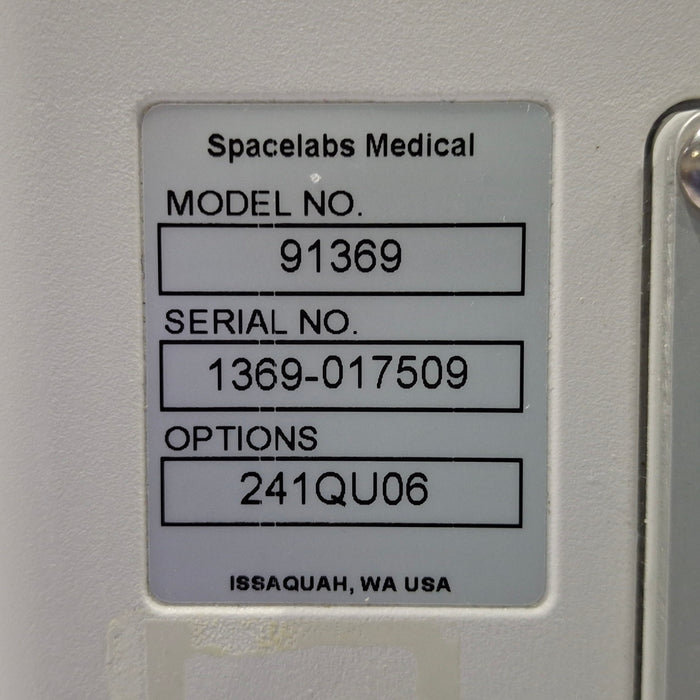 Spacelabs Medical
MODEL NO.
91369
SERIAL NO.
1369-017509
OPTIONS
241QU06
ISSAQUAH, WA USA